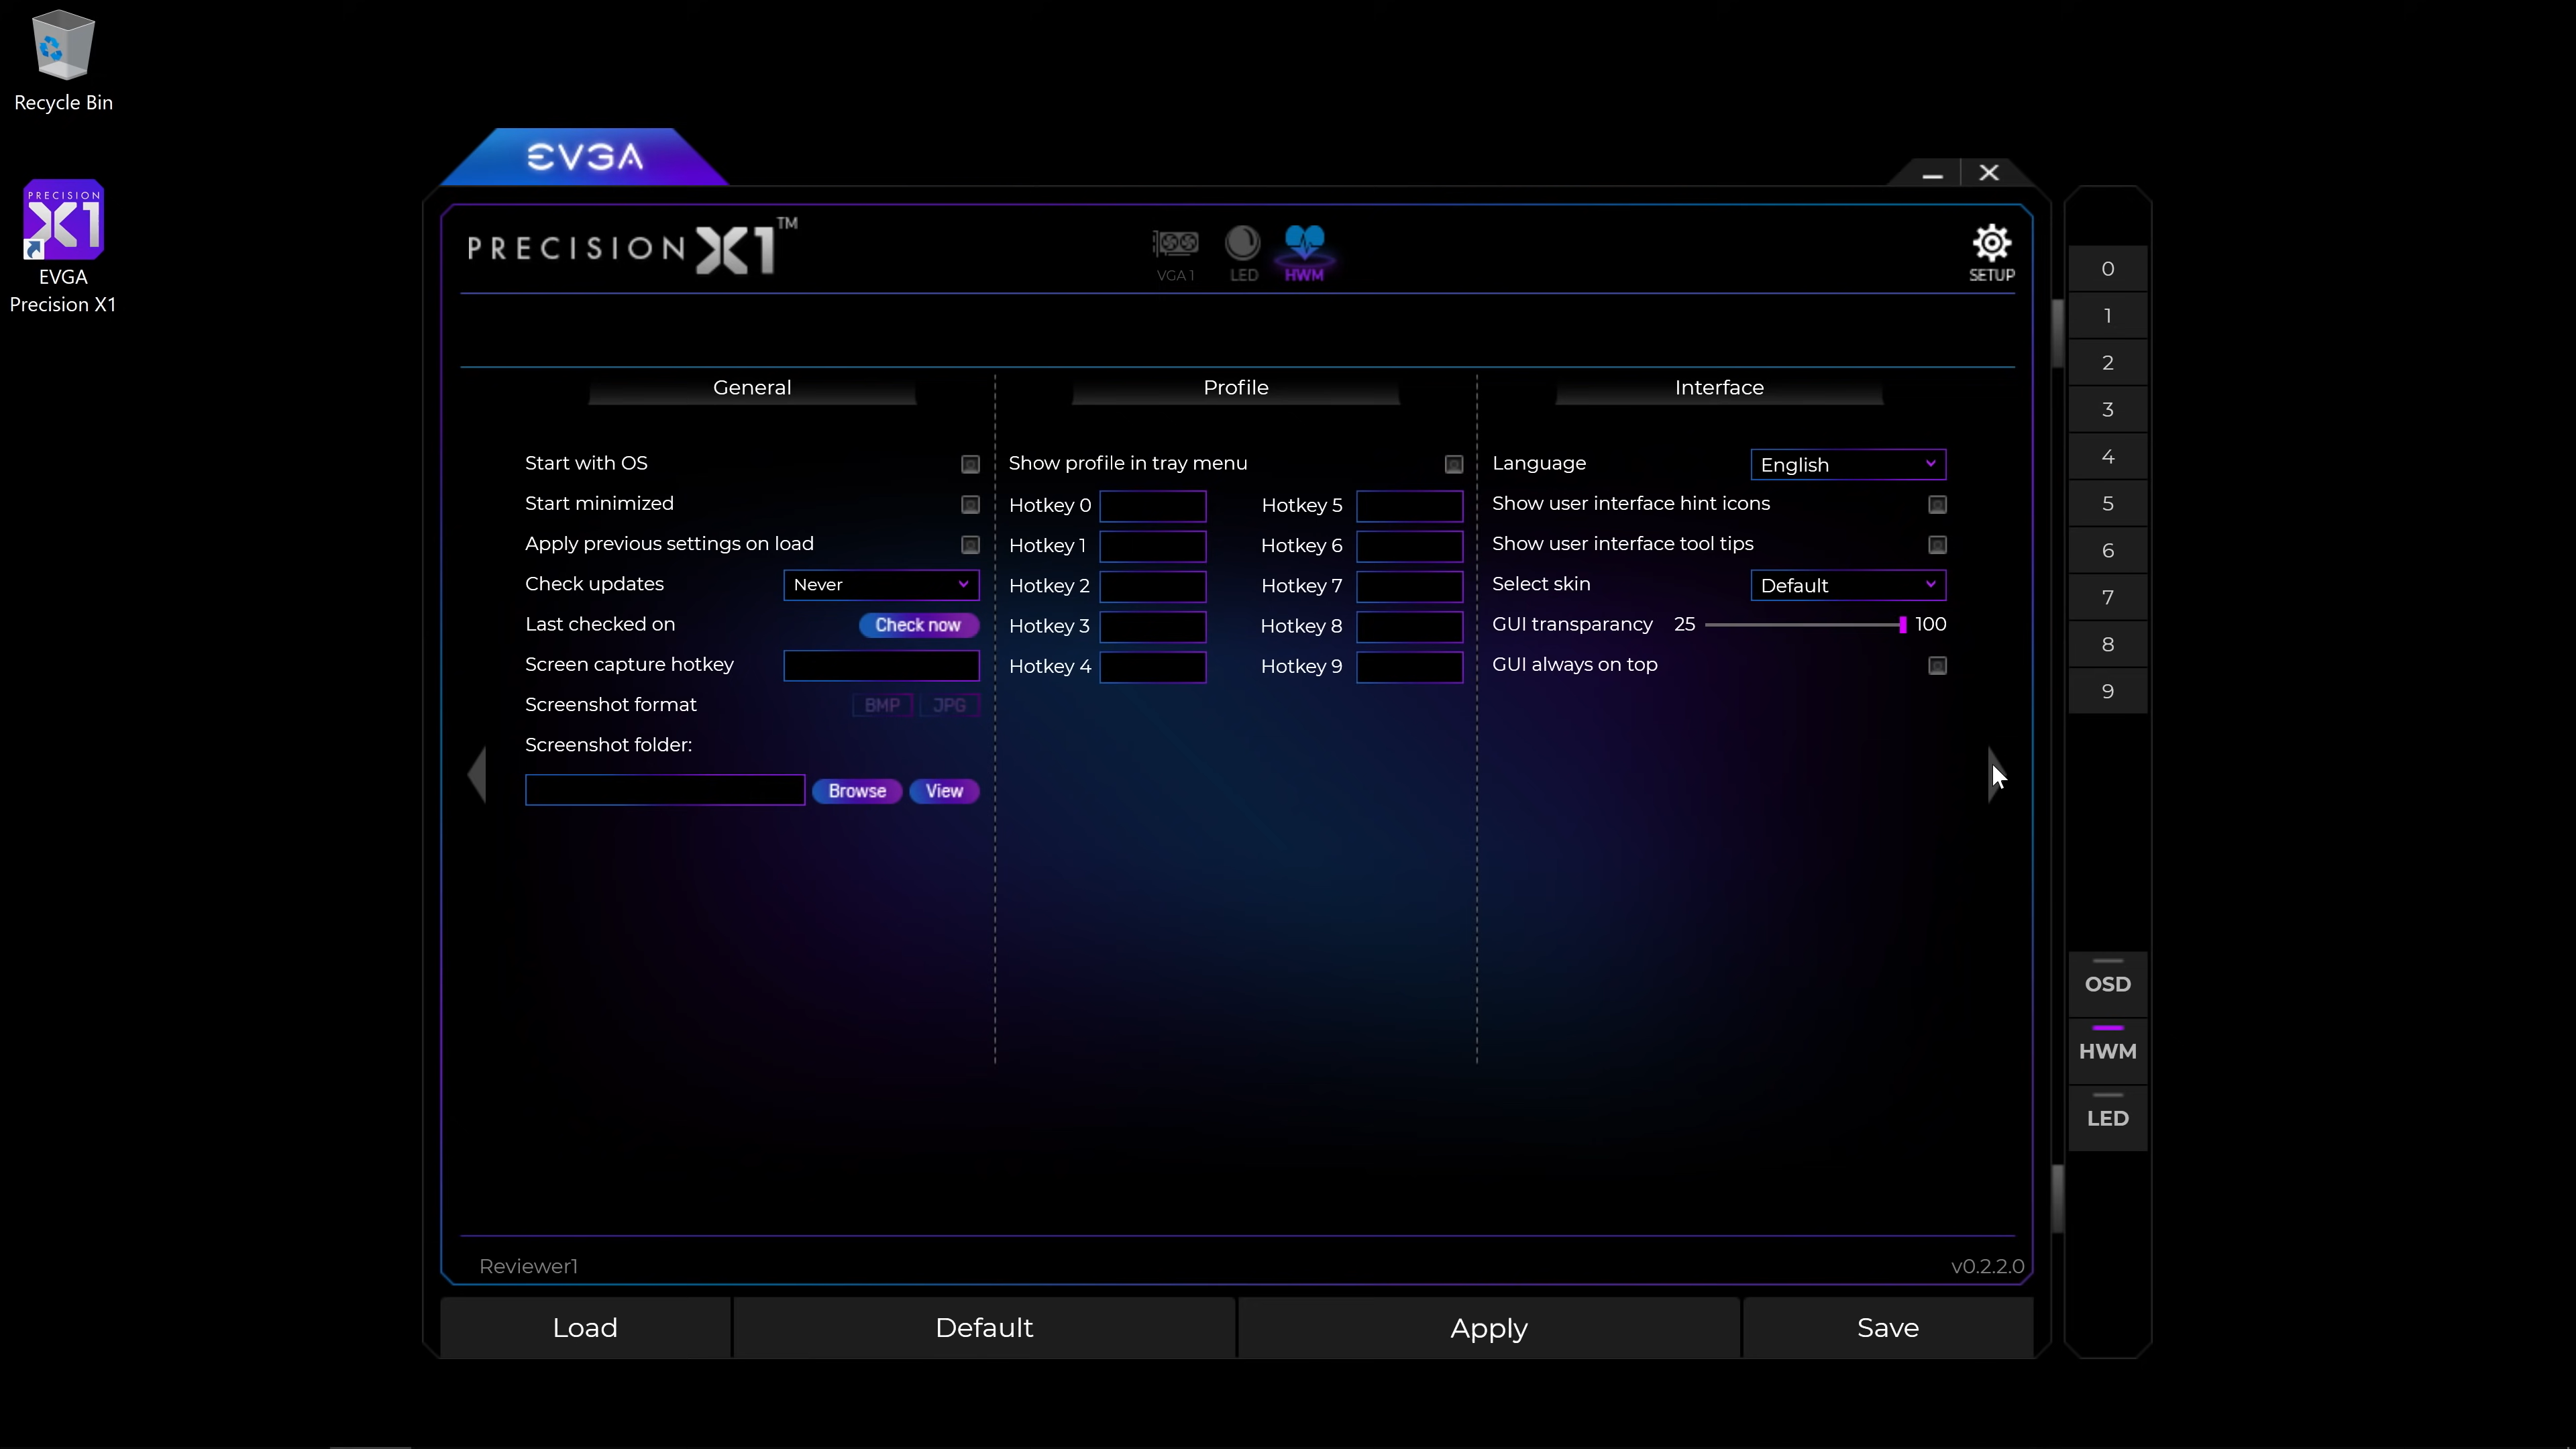 Recycle Bin
PRECISION
X1
EVGA
Precision X1
EVGA
PRECISION X1™
VGA 1
LED
HWM
SETUP
General
Start with OS
Start minimized
Apply previous settings on load
Check updates Never
Last checked on Check now
Screen capture hotkey
Screenshot format BMP JPG
Screenshot folder:
Browse View
Profile
Show profile in tray menu
Hotkey 0 Hotkey 5
Hotkey 1 Hotkey 6
Hotkey 2 Hotkey 7
Hotkey 3 Hotkey 8
Hotkey 4 Hotkey 9
Interface
Language English
Show user interface hint icons
Show user interface tool tips
Select skin Default
GUI transparancy 25 100
GUI always on top
Reviewer1 v0.2.2.0
Load Default Apply Save
0
1
2
3
4
5
6
7
8
9
OSD
HWM
LED